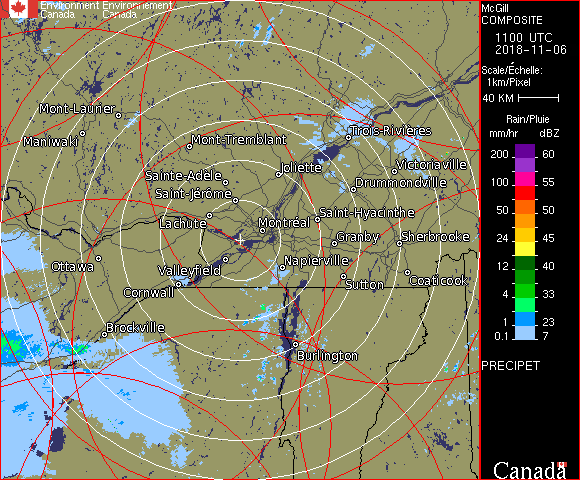 Environment Environnement
Canada Canada
Mont-Laurier
Maniwaki
Mont-Tremblant
Trois-Rivières
Sainte-Adèle
Joliette
Victoriaville
Saint-Jérôme
Drummondville
Lachute
Montréal
Saint-Hyacinthe
Granby
Sherbrooke
Ottawa
Valleyfield
Napierville
Cornwall
Sutton
Coaticook
Brockville
Burlington
McGill
COMPOSITE
1100 UTC
2018-11-06
Scale/Échelle:
1km/Pixel
40 KM
Rain/Pluie
mm/hr dBZ
200 60
57
100 55
50 50
24 45
12 40
4 33
1 23
0.1 7
PRECIPET
Canada